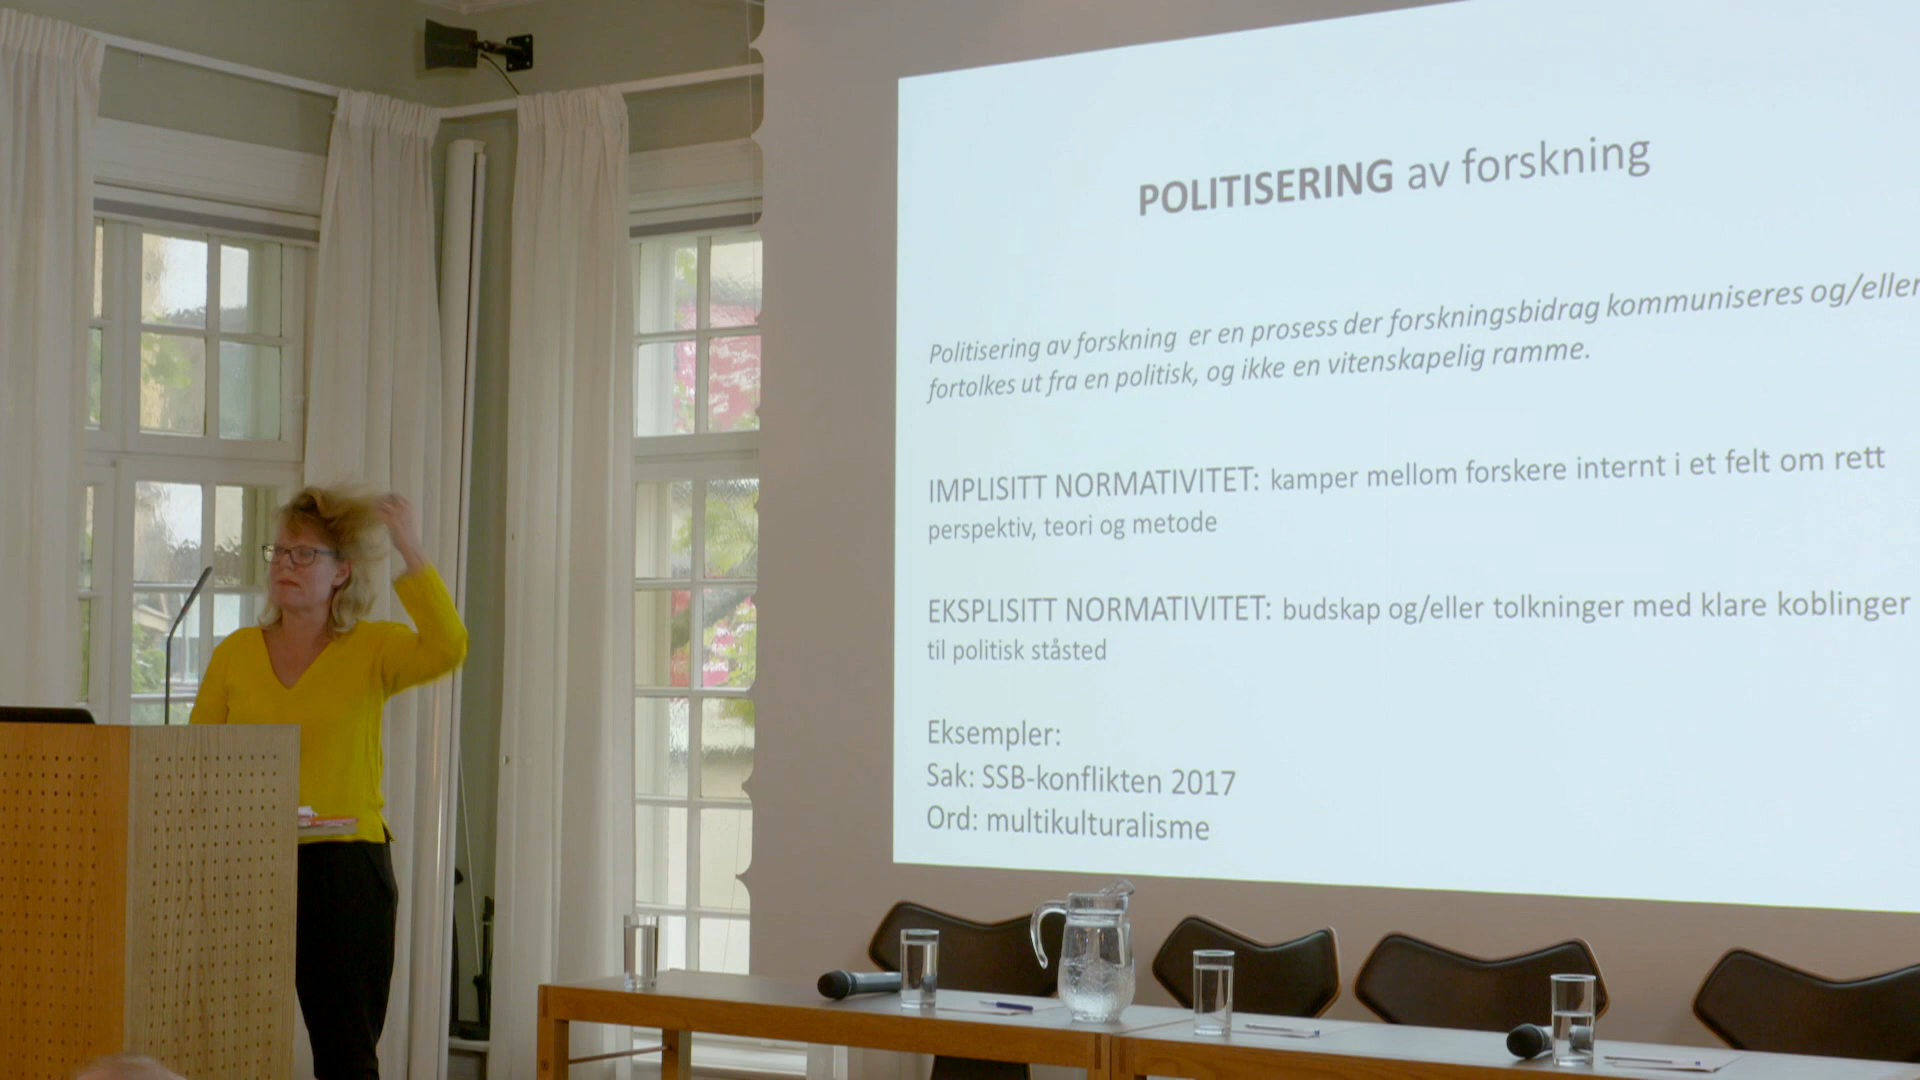 POLITISERING av forskning
Politisering av forskning er en prosess der forskningsbidrag kommuniseres og/eller
fortolkes ut fra en politisk, og ikke en vitenskapelig ramme.
IMPLISITT NORMATIVITET: kamper mellom forskere internt i et felt om rett
perspektiv, teori og metode
EKSPLISITT NORMATIVITET: budskap og/eller tolkninger med klare koblinger
til politisk ståsted
Eksempler:
Sak: SSB-konflikten 2017
Ord: multikulturalisme